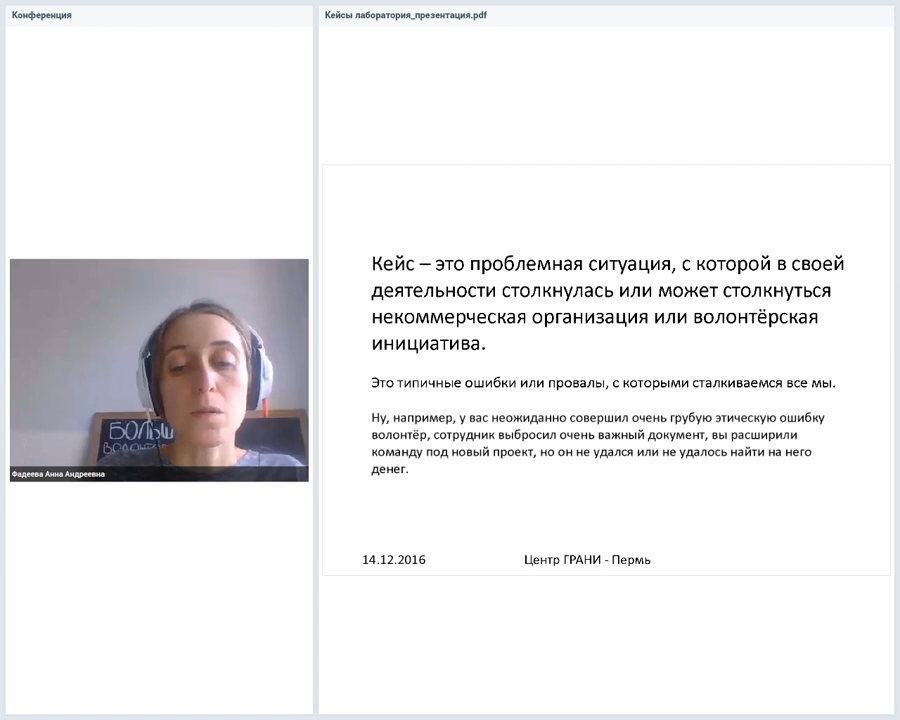 Конференция
Кейсы лаборатория_презентация.pdf
Кейс – это проблемная ситуация, с которой в своей
деятельности столкнулась или может столкнуться
некоммерческая организация или волонтёрская
инициатива.
Это типичные ошибки или провалы, с которыми сталкиваемся все мы.
Ну, например, у вас неожиданно совершил очень грубую этическую ошибку
волонтёр, сотрудник выбросил очень важный документ, вы расширили
команду под новый проект, но он не удался или не удалось найти на него
денег.
14.12.2016
Центр ГРАНИ - Пермь
БОЛЬШ
Фадеева Анна Андреевна